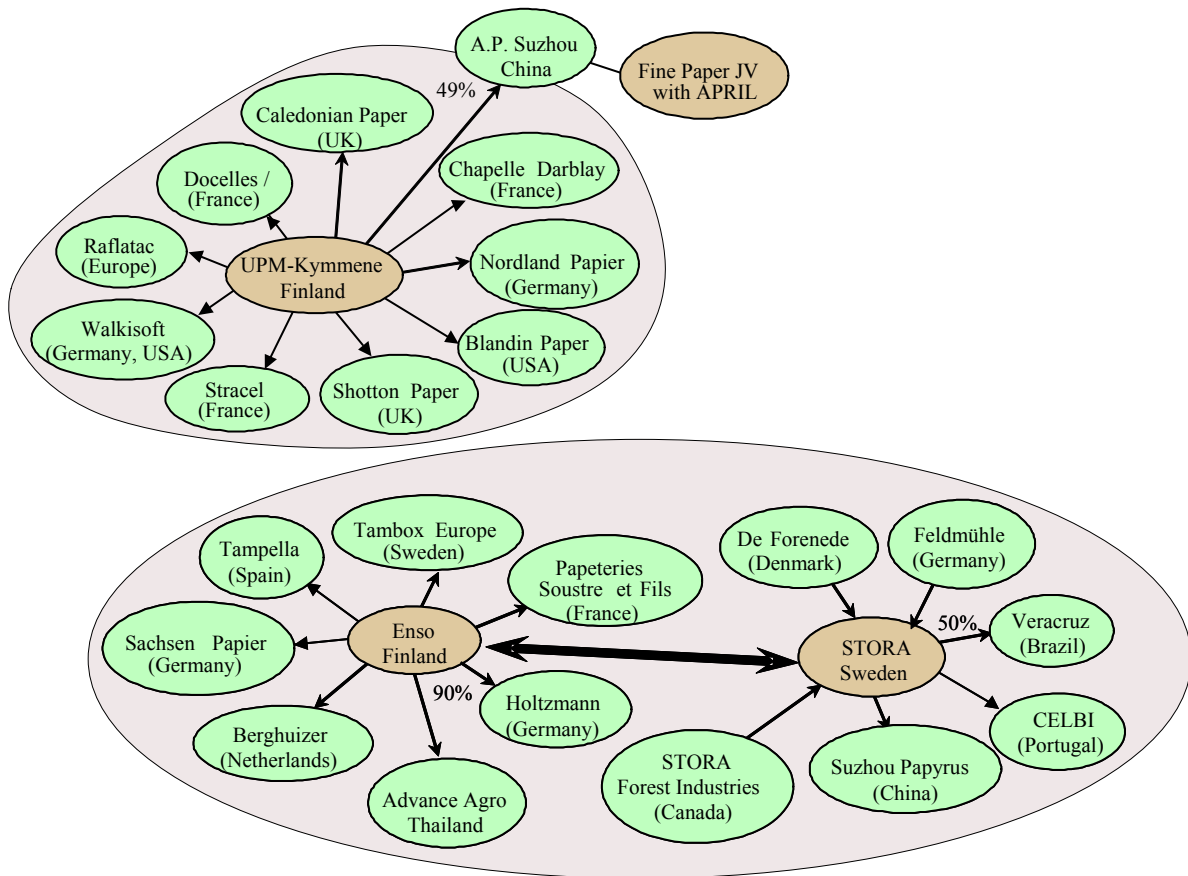 A.P. Suzhou
China
Fine Paper JV
with APRIL
49%
Caledonian Paper
(UK)
Chapelle Darblay
(France)
Docelles /
(France)
Raflatac
(Europe)
UPM-Kymmene
Finland
Nordland Papier
(Germany)
Walkisoft
(Germany, USA)
Blandin Paper
(USA)
Stracel
(France)
Shotton Paper
(UK)
Tampella
(Spain)
Tambox Europe
(Sweden)
Papeteries
Soustre et Fils
(France)
De Forenede
(Denmark)
Feldmühle
(Germany)
Sachsen Papier
(Germany)
Enso
Finland
STORA
Sweden
50%
Veracruz
(Brazil)
90%
Holtzmann
(Germany)
Berghuizer
(Netherlands)
Advance Agro
Thailand
STORA
Forest Industries
(Canada)
Suzhou Papyrus
(China)
CELBI
(Portugal)